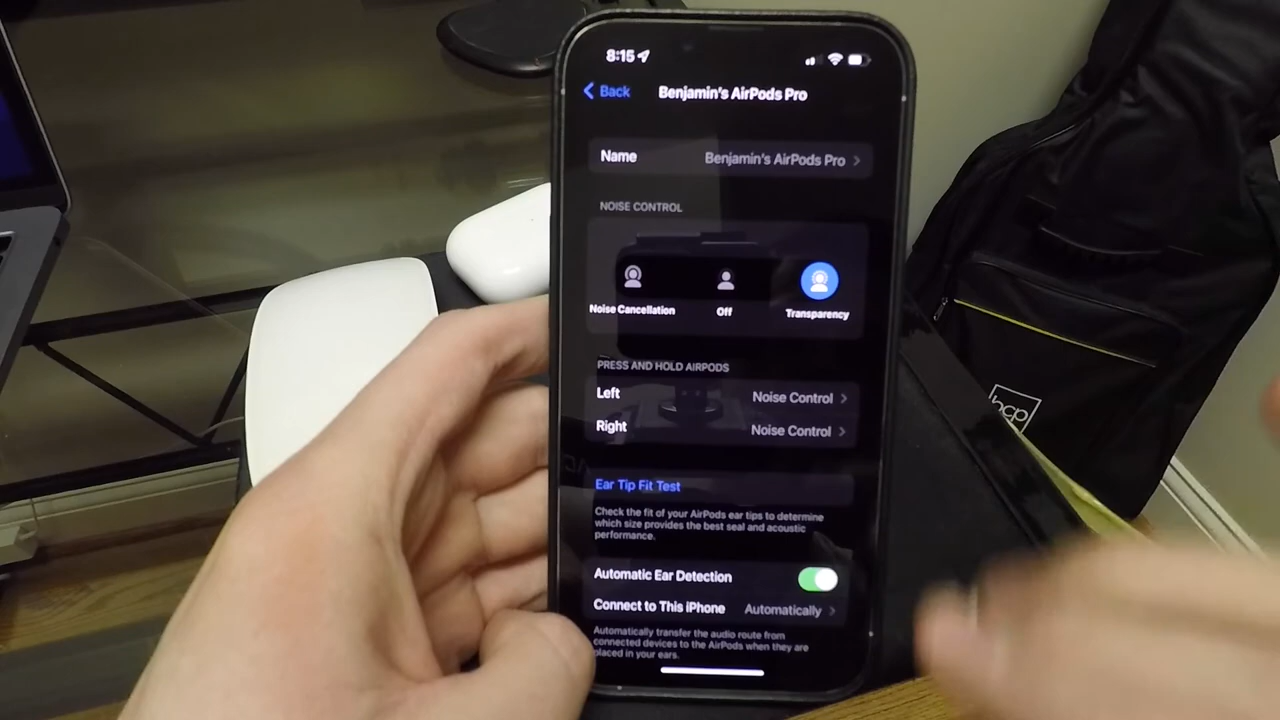 8:15
Back
Benjamin's AirPods Pro
Name
Benjamin's AirPods Pro
NOISE CONTROL
Noise Cancellation
Off
Transparency
PRESS AND HOLD AIRPODS
Left
Noise Control
Right
Noise Control
Ear Tip Fit Test
Check the fit of your AirPods ear tips to determine
which size provides the best seal and acoustic
performance.
Automatic Ear Detection
Connect to This iPhone
Automatically
Automatically transfer the audio route from
connected devices to the AirPods when they are
placed in your ears.